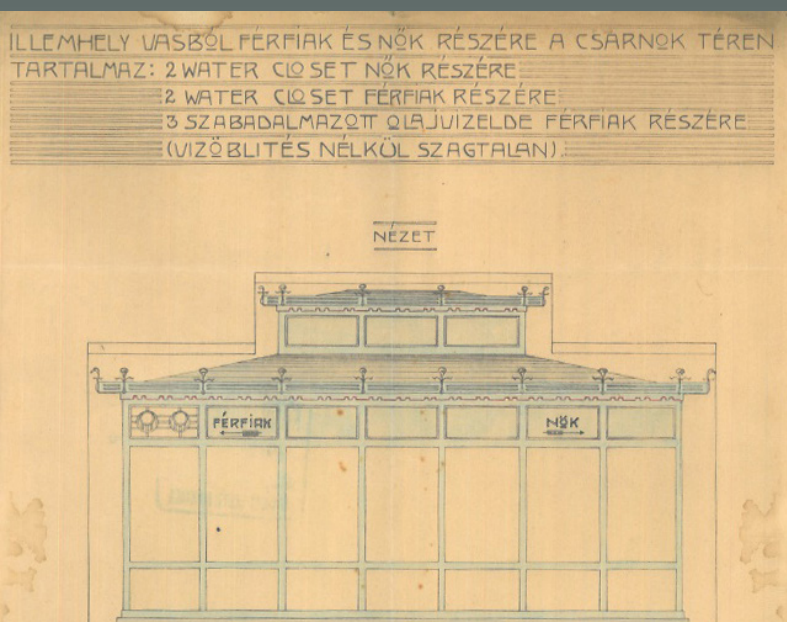 ILLEMHELY VASBÓL FÉRFIAK ÉS NŐK RÉSZÉRE A CSARNOK TÉREN
TARTALMAZ: 2 WATER CLOSET NŐK RÉSZÉRE
2 WATER CLOSET FÉRFIAK RÉSZÉRE
3 SZABADALMAZOTT OLAJVIZELDE FÉRFIAK RÉSZÉRE
(VIZÖBLITÉS NÉLKÜL SZAGTALAN).
NÉZET
FÉRFIAK
NŐK